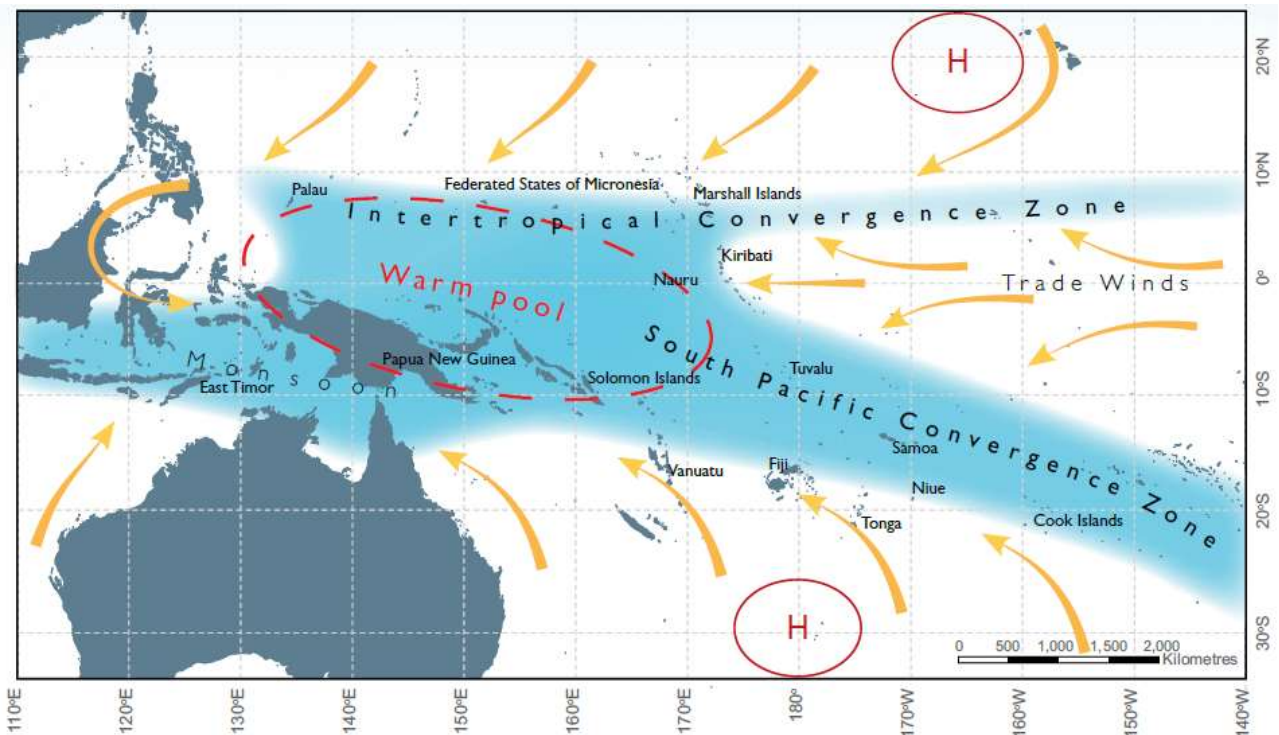 H
20°N
10°N
Palau
Federated States of Micronesia
Marshall Islands
Intertropical Convergence Zone
Kiribati
Warm pool
Nauru
Trade Winds
0°
Monsoon
East Timor
Papua New Guinea
Solomon Islands
South Pacific Convergence Zone
Tuvalu
10°S
Samoa
Vanuatu
Fiji
Niue
Tonga
Cook Islands
20°S
H
30°S
0 500 1,000 1,500 2,000
Kilometres
110°E 120°E 130°E 140°E 150°E 160°E 170°E 180° 170°W 160°W 150°W 140°W